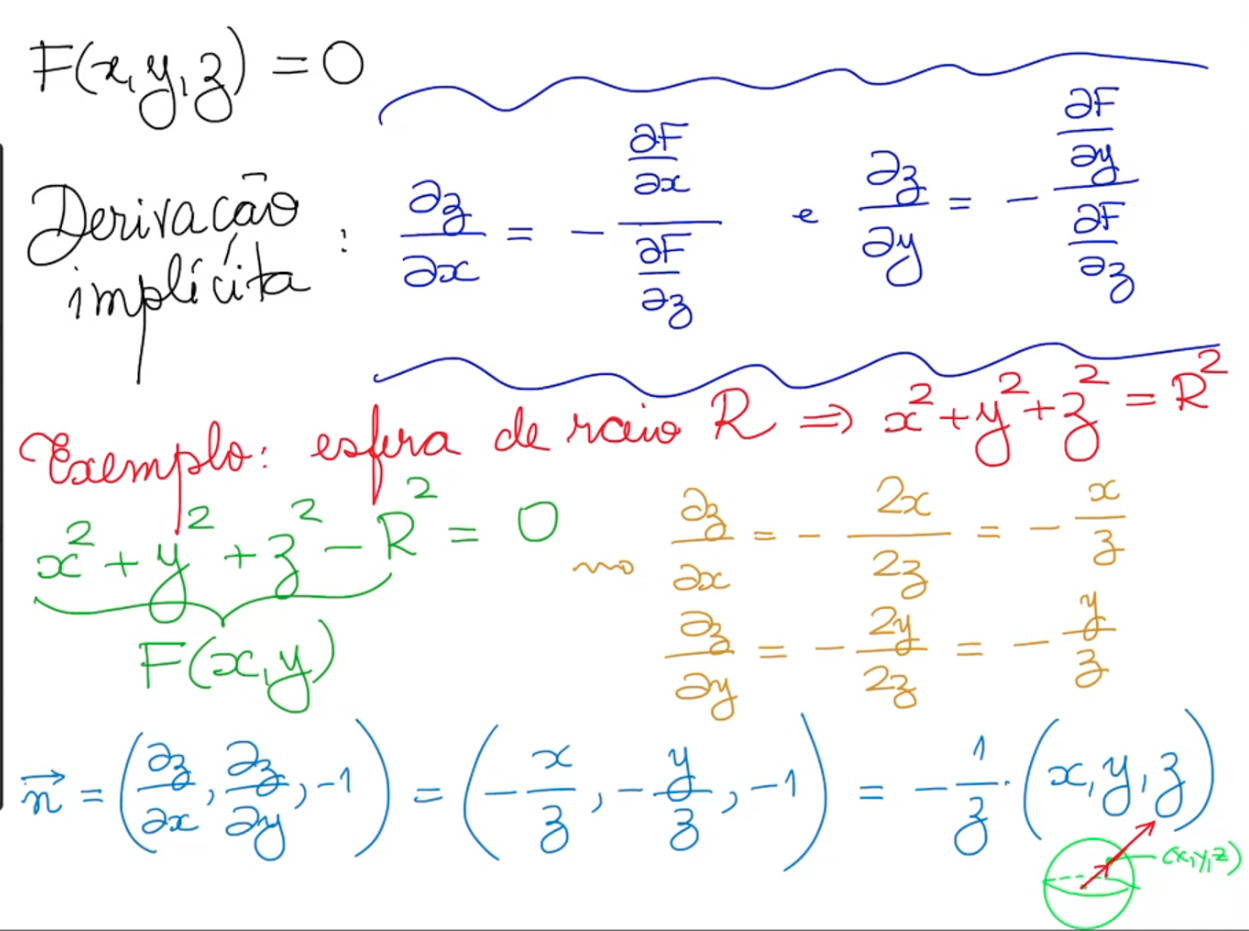 F(x,y,z) = 0
Derivação implícita : ∂z/∂x = - (∂F/∂x)/(∂F/∂z) e ∂z/∂y = - (∂F/∂y)/(∂F/∂z)
Exemplo: esfera de raio R ⇒ x² + y² + z² = R²
x² + y² + z² - R² = 0
F(x,y)
∂z/∂x = - 2x/2z = - x/z
∂z/∂y = - 2y/2z = - y/z
n⃗ = (∂z/∂x, ∂z/∂y, -1) = (-x/z, -y/z, -1) = - 1/z · (x,y,z)
(x,y,z)